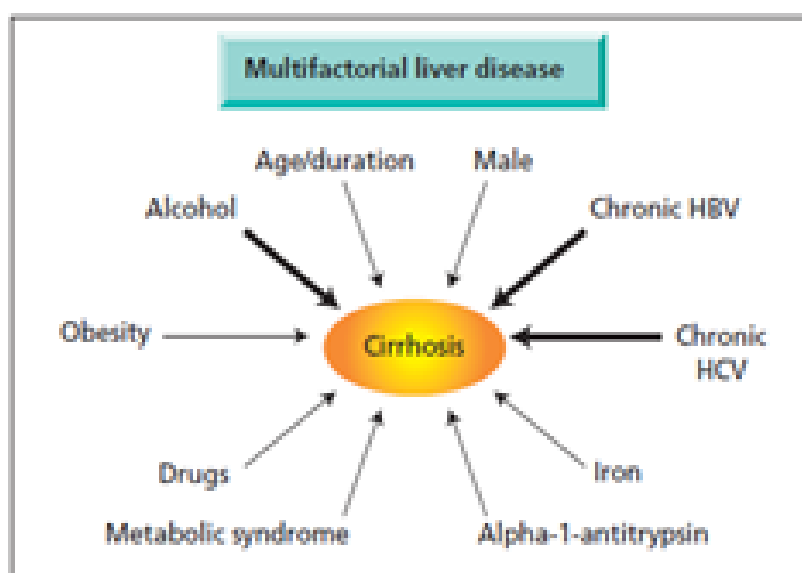 Multifactorial liver disease
Age/duration
Male
Alcohol
Chronic HBV
Obesity
Cirrhosis
Chronic
HCV
Drugs
Iron
Metabolic syndrome
Alpha-1-antitrypsin